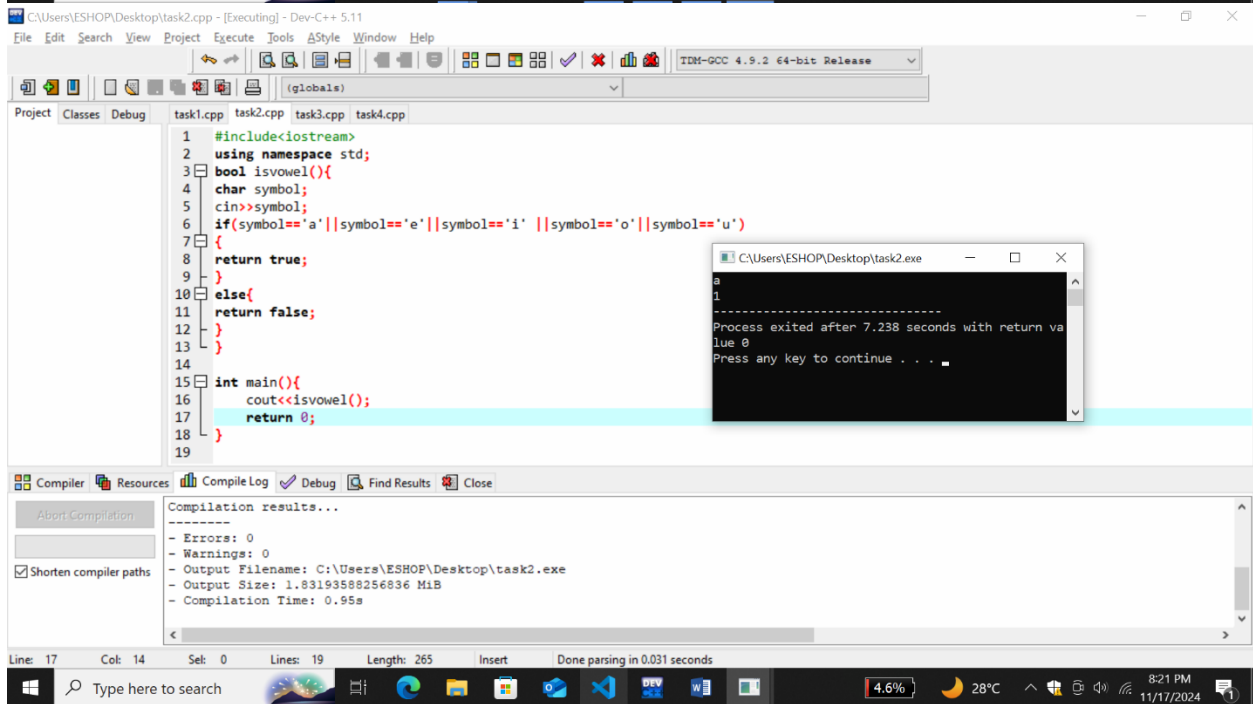 C:\Users\ESHOP\Desktop\task2.cpp - [Executing] - Dev-C++ 5.11
File Edit Search View Project Execute Tools AStyle Window Help
TDM-GCC 4.9.2 64-bit Release
(globals)
Project Classes Debug task1.cpp task2.cpp task3.cpp task4.cpp
1 #include<iostream>
2 using namespace std;
3 bool isvowel(){
4 char symbol;
5 cin>>symbol;
6 if(symbol=='a'||symbol=='e'||symbol=='i' ||symbol=='o'||symbol=='u')
7 {
8 return true;
9 }
10 else{
11 return false;
12 }
13 }
14
15 int main(){
16 cout<<isvowel();
17 return 0;
18 }
19
C:\Users\ESHOP\Desktop\task2.exe
a
1
--------------------------------
Process exited after 7.238 seconds with return va
lue 0
Press any key to continue . . .
Compiler Resources Compile Log Debug Find Results Close
Abort Compilation
Shorten compiler paths
Compilation results...
--------
- Errors: 0
- Warnings: 0
- Output Filename: C:\Users\ESHOP\Desktop\task2.exe
- Output Size: 1.83193588256836 MiB
- Compilation Time: 0.95s
Line: 17 Col: 14 Sel: 0 Lines: 19 Length: 265 Insert Done parsing in 0.031 seconds
Type here to search
DEV
4.6%
28°C
8:21 PM
11/17/2024
1